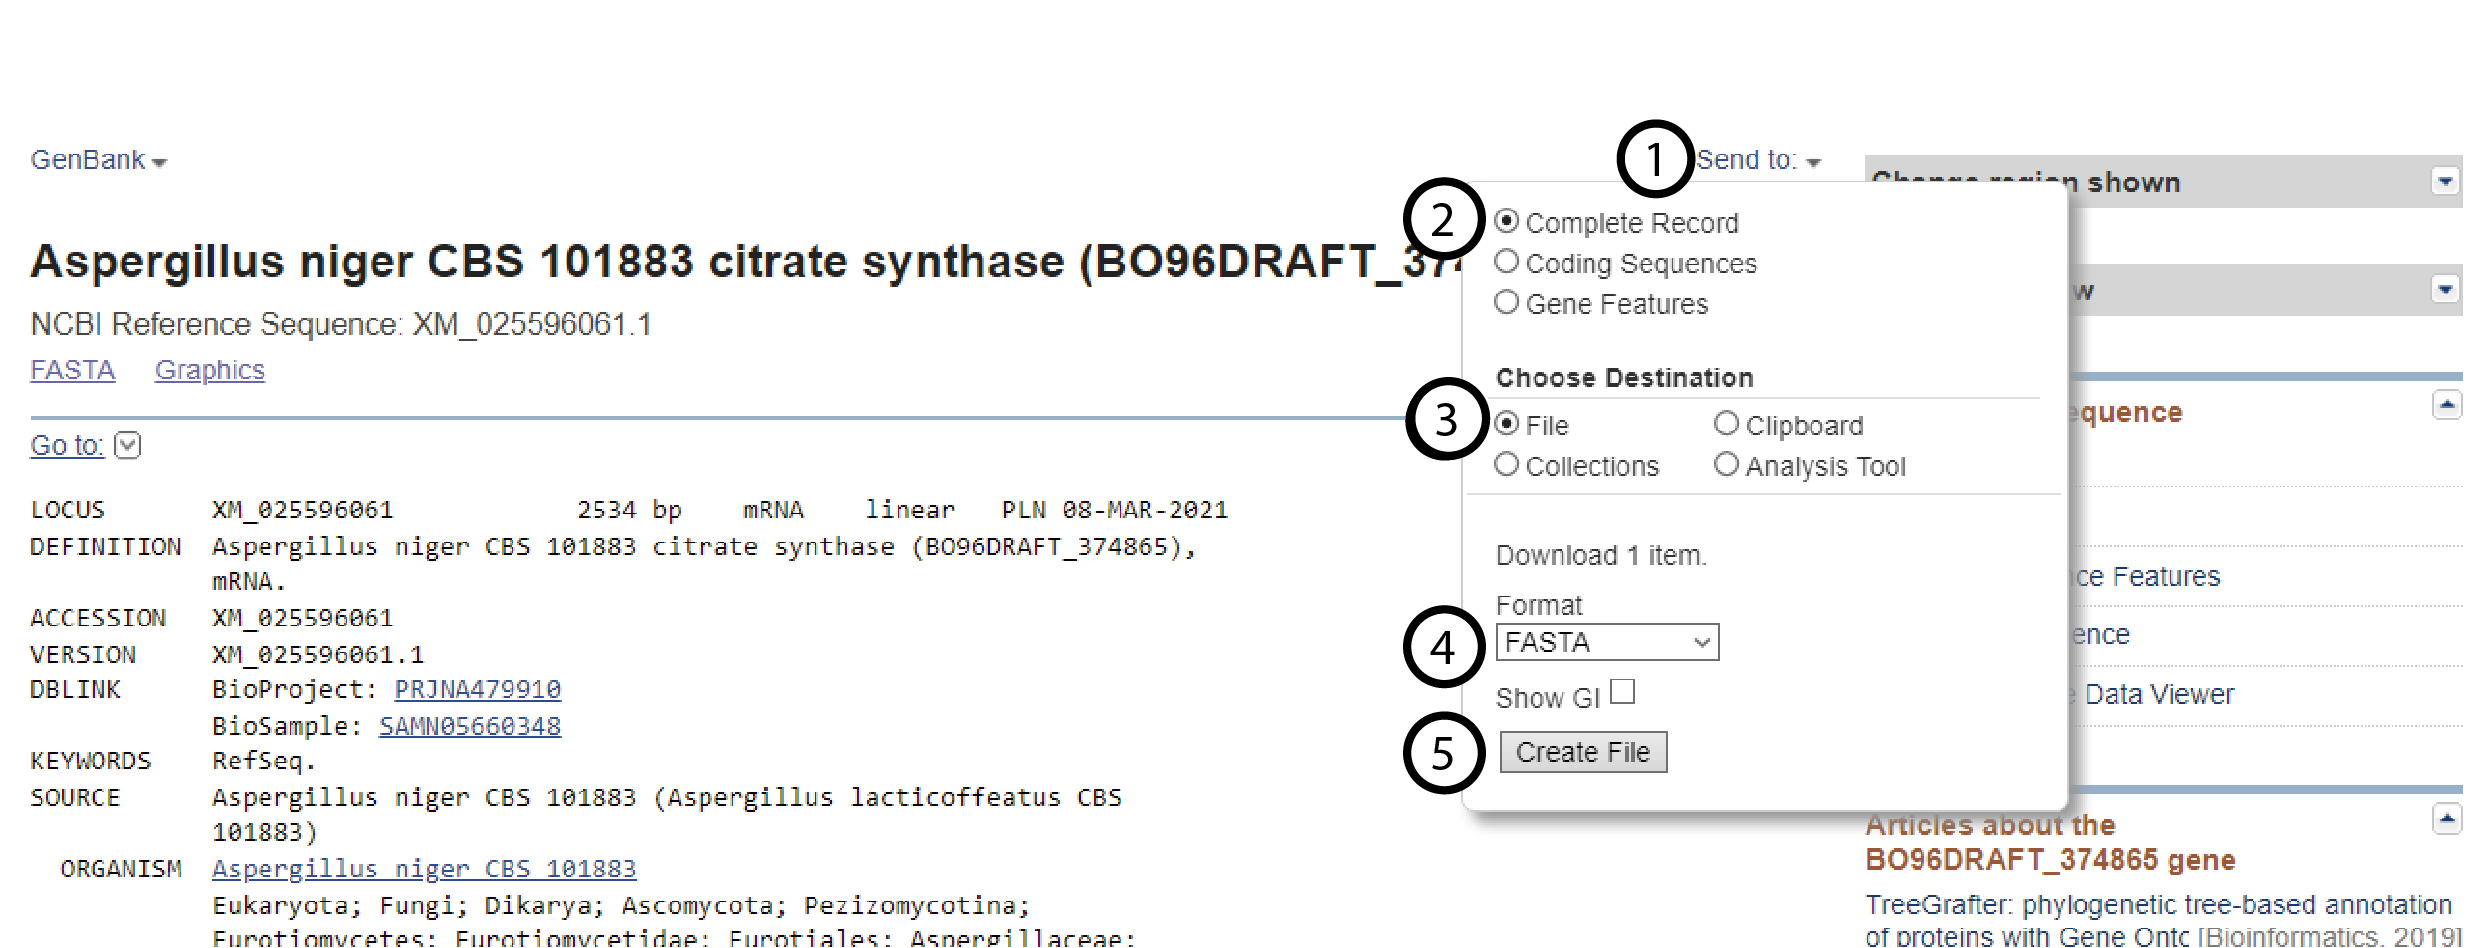 GenBank
1 Send to:
Change region shown
2 Complete Record
Coding Sequences
Gene Features
Aspergillus niger CBS 101883 citrate synthase (BO96DRAFT_374
NCBI Reference Sequence: XM_025596061.1
FASTA Graphics
Choose Destination
3 File Clipboard
Collections Analysis Tool
Go to:
LOCUS XM_025596061 2534 bp mRNA linear PLN 08-MAR-2021
DEFINITION Aspergillus niger CBS 101883 citrate synthase (BO96DRAFT_374865),
mRNA.
ACCESSION XM_025596061
VERSION XM_025596061.1
DBLINK BioProject: PRJNA479910
BioSample: SAMN05660348
KEYWORDS RefSeq.
SOURCE Aspergillus niger CBS 101883 (Aspergillus lacticoffeatus CBS
101883)
ORGANISM Aspergillus niger CBS 101883
Eukaryota; Fungi; Dikarya; Ascomycota; Pezizomycotina;
Eurotiomycetes; Eurotiomycetidae; Eurotiales; Aspergillaceae;
Download 1 item.
Format
4 FASTA
Show GI
5 Create File
w
equence
ce Features
ence
Data Viewer
Articles about the
BO96DRAFT_374865 gene
TreeGrafter: phylogenetic tree-based annotation
of proteins with Gene Ontc [Bioinformatics. 2019]